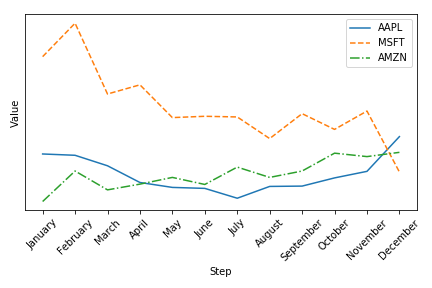 AAPL
MSFT
AMZN
Value
January
February
March
April
May
June
July
August
September
October
November
December
Step